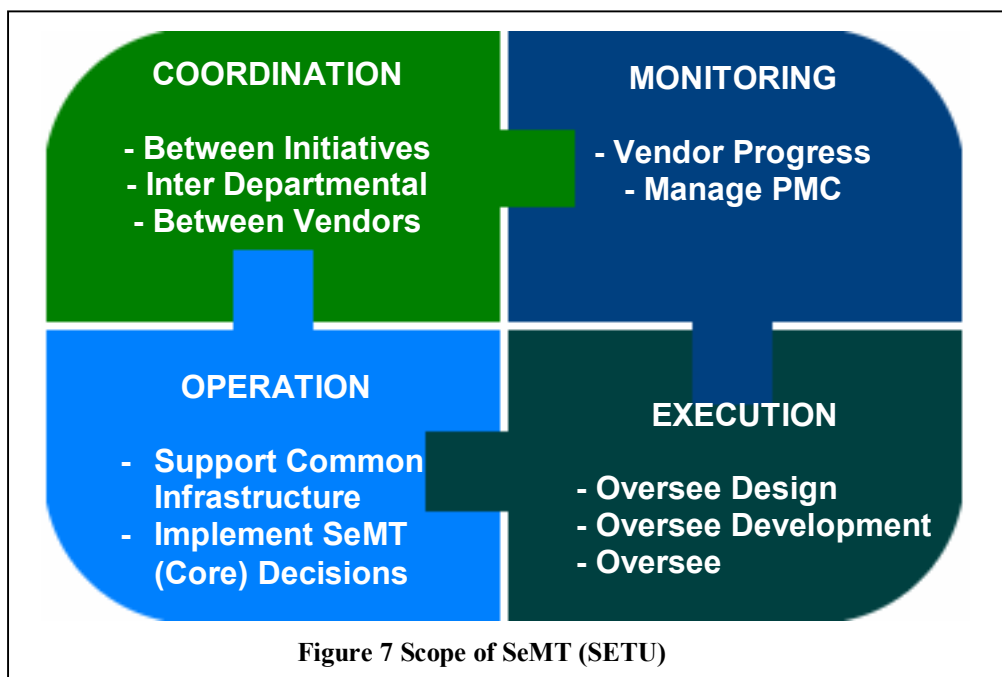 COORDINATION
- Between Initiatives
- Inter Departmental
- Between Vendors
MONITORING
- Vendor Progress
- Manage PMC
OPERATION
- Support Common
Infrastructure
- Implement SeMT
(Core) Decisions
EXECUTION
- Oversee Design
- Oversee Development
- Oversee
Figure 7 Scope of SeMT (SETU)